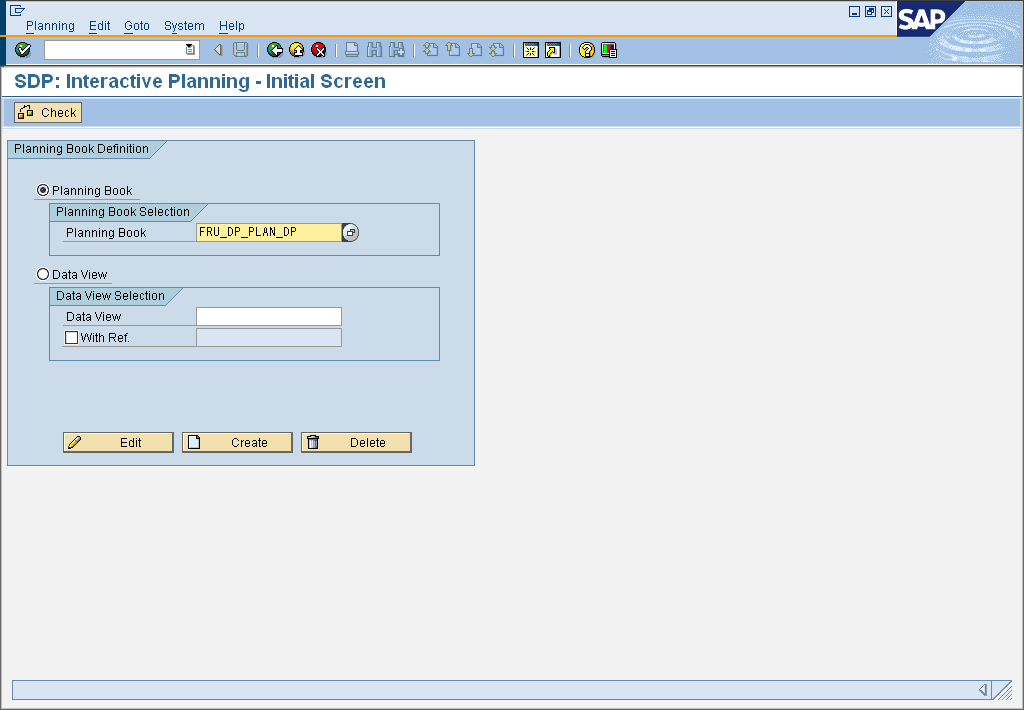 Planning Edit Goto System Help
SAP
SDP: Interactive Planning - Initial Screen
Check
Planning Book Definition
Planning Book
Planning Book Selection
Planning Book FRU_DP_PLAN_DP
Data View
Data View Selection
Data View
With Ref.
Edit Create Delete